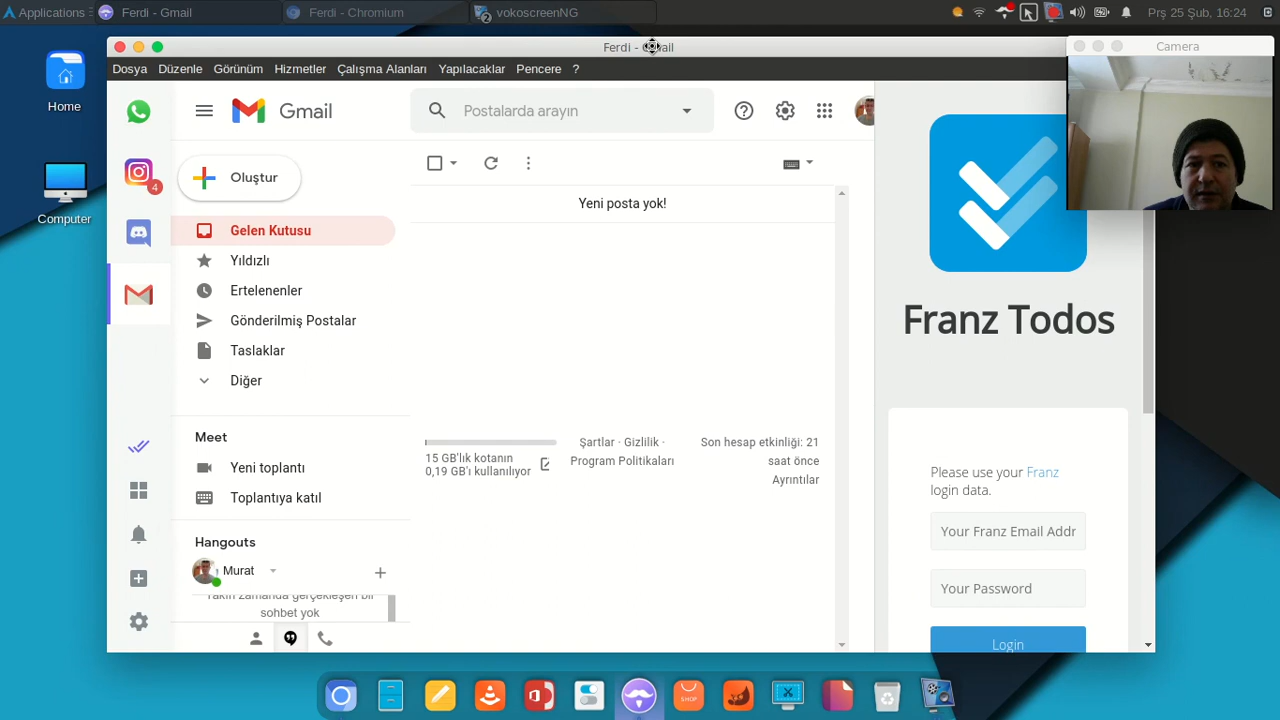 Applications
Ferdi - Gmail
Ferdi - Chromium
vokoscreenNG
Prş 25 Şub, 16:24
Home
Computer
Ferdi - Gmail
Camera
Dosya Düzenle Görünüm Hizmetler Çalışma Alanları Yapılacaklar Pencere ?
Gmail
Postalarda arayın
4
Oluştur
Yeni posta yok!
Gelen Kutusu
Yıldızlı
Ertelenenler
Gönderilmiş Postalar
Taslaklar
Diğer
Meet
Yeni toplantı
Toplantıya katıl
Hangouts
Murat
Yakın zamanda gerçekleşen bir
sohbet yok
15 GB'lık kotanın
0,19 GB'ı kullanılıyor
Şartlar · Gizlilik ·
Program Politikaları
Son hesap etkinliği: 21
saat önce
Ayrıntılar
Franz Todos
Please use your Franz
login data.
Your Franz Email Addr
Your Password
Login
SHOP